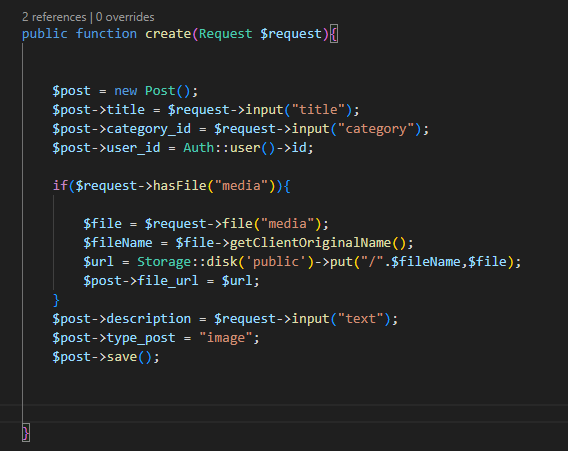 2 references | 0 overrides
public function create(Request $request){
$post = new Post();
$post->title = $request->input("title");
$post->category_id = $request->input("category");
$post->user_id = Auth::user()->id;
if($request->hasFile("media")){
$file = $request->file("media");
$fileName = $file->getClientOriginalName();
$url = Storage::disk('public')->put("/".$fileName,$file);
$post->file_url = $url;
}
$post->description = $request->input("text");
$post->type_post = "image";
$post->save();
}